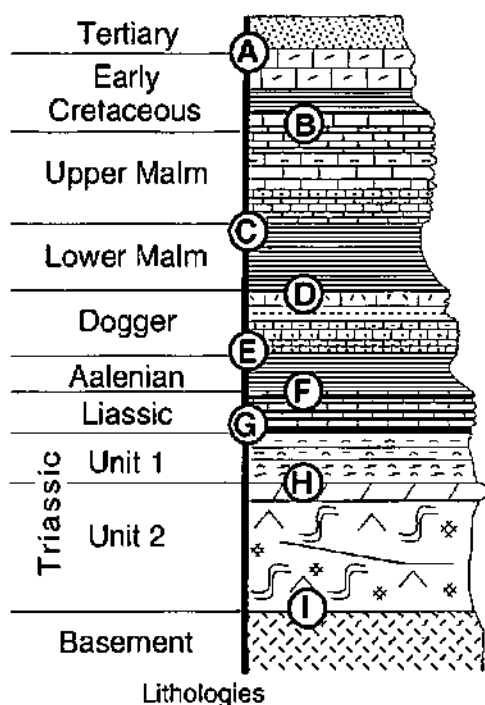 Tertiary
A
Early
Cretaceous
B
Upper Malm
C
Lower Malm
D
Dogger
E
Aalenian
F
Liassic
G
Triassic
Unit 1
H
Unit 2
I
Basement
Lithologies